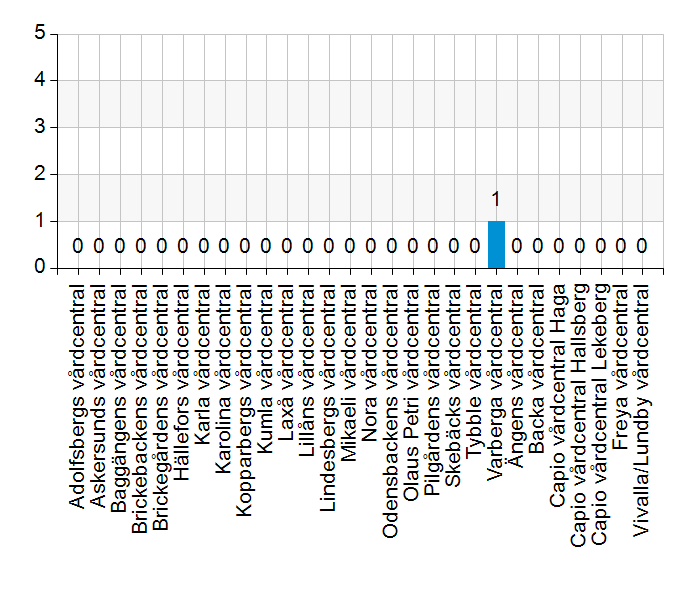 5
4
3
2
1
0
1
0 0 0 0 0 0 0 0 0 0 0 0 0 0 0 0 0 0 0 0 0 0 0 0 0 0 0
Adolfsbergs vårdcentral
Askersunds vårdcentral
Baggängens vårdcentral
Brickebackens vårdcentral
Brickegårdens vårdcentral
Hällefors vårdcentral
Karla vårdcentral
Karolina vårdcentral
Kopparbergs vårdcentral
Kumla vårdcentral
Laxå vårdcentral
Lillåns vårdcentral
Lindesbergs vårdcentral
Mikaeli vårdcentral
Nora vårdcentral
Odensbackens vårdcentral
Olaus Petri vårdcentral
Pilgårdens vårdcentral
Skebäcks vårdcentral
Tybble vårdcentral
Varberga vårdcentral
Ängens vårdcentral
Backa vårdcentral
Capio vårdcentral Haga
Capio vårdcentral Hallsberg
Capio vårdcentral Lekeberg
Freya vårdcentral
Vivalla/Lundby vårdcentral